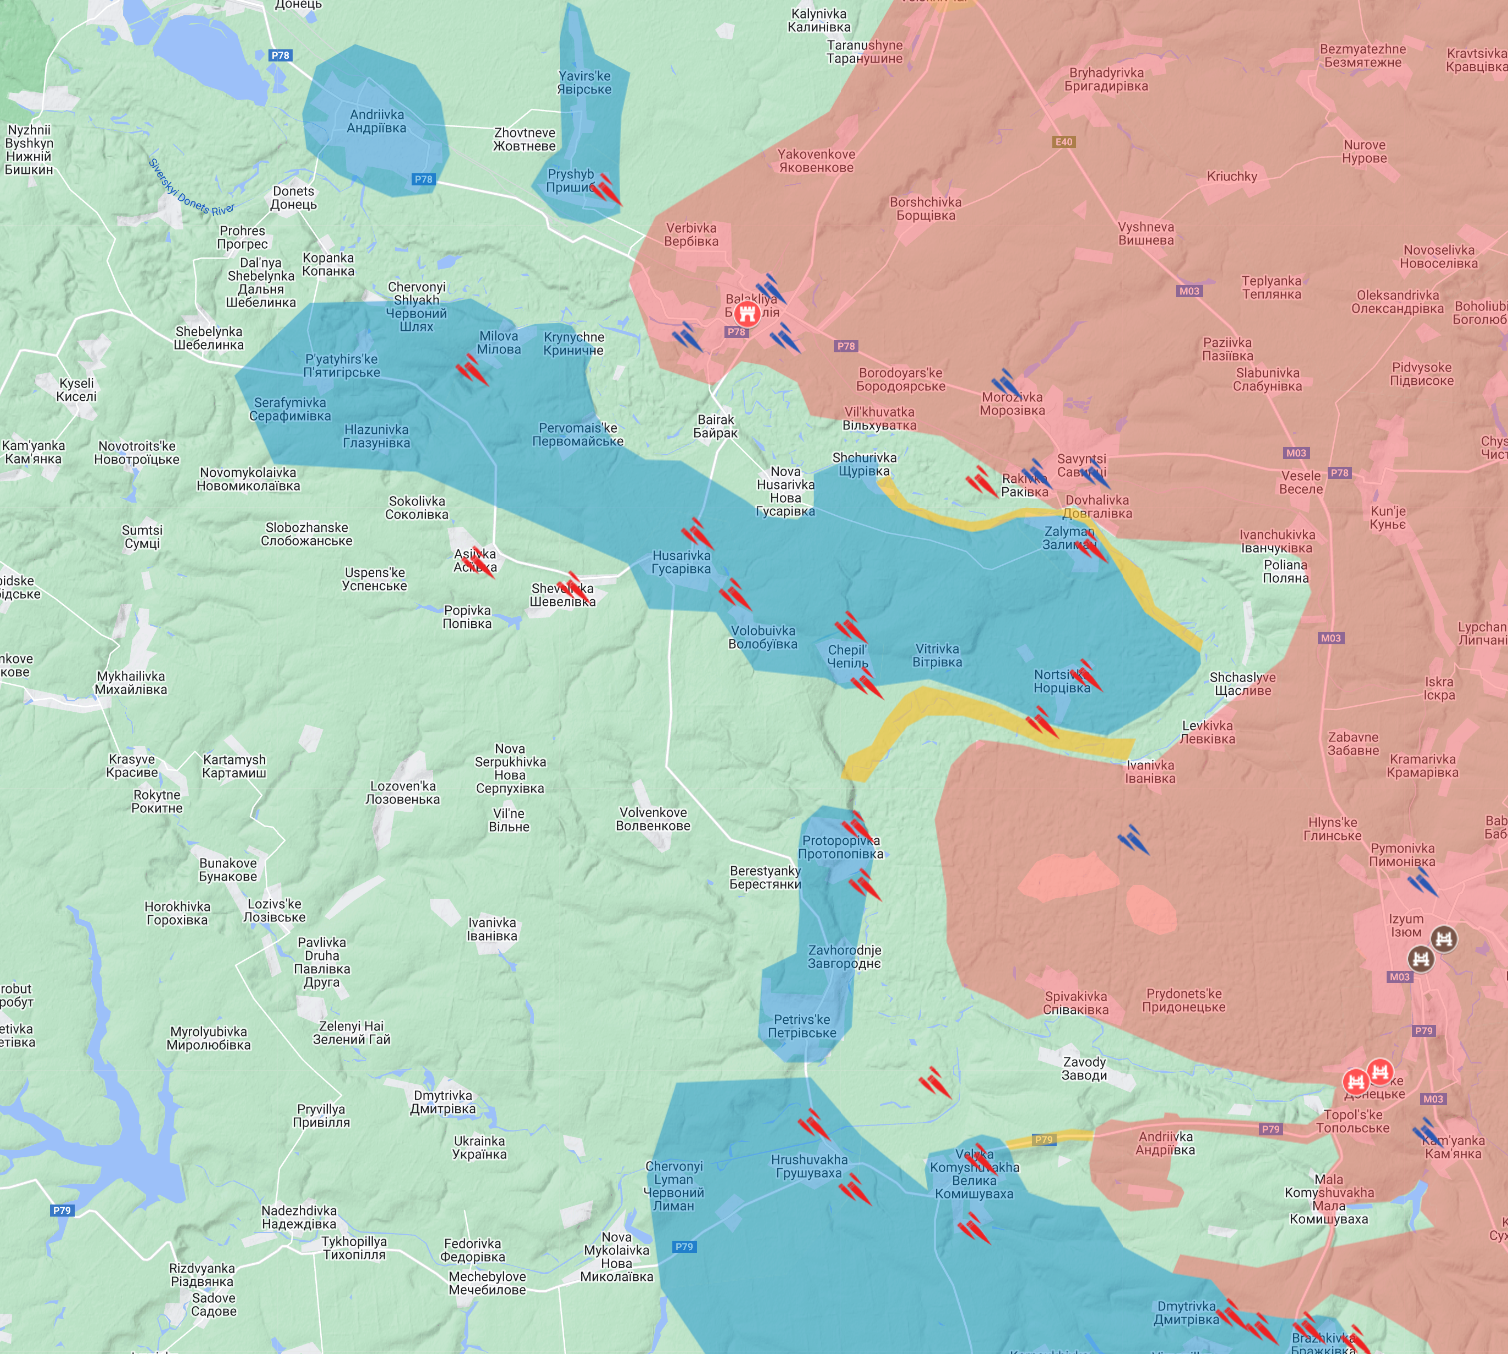 Донець
P78
Kalynivka
Калинівка
Taranushyne
Таранушине
Bezmyatezhne
Безмятежне
Kravtsivka
Кравцівка
Bryhadyrivka
Бригадирівка
Yavirs'ke
Явірське
Andriivka
Андріївка
Zhovtneve
Жовтневе
Nyzhnii
Byshkyn
Нижній
Бишкин
E40
Nurove
Нурове
Yakovenkove
Яковенкове
Siverskyi Donets River
P78
Pryshyb
Kriuchky
Donets
Донець
Borshchivka
Борщівка
Verbivka
Вербівка
Vyshneva
Вишнева
Prohres
Прогрес
Novoselivka
Новоселівка
Kopanka
Копанка
Dal'nya
Shebelynka
Дальня
Шебелинка
Chervonyi
Shlyakh
Червоний
Шлях
Teplyanka
Теплянка
M03
Oleksandrivka
Олександрівка
Balakliya
P78
P78
Shebelynka
Шебелинка
Milova
Мілова
Krynychne
Криничне
Paziivka
Пазіївка
P'yatyhirs'ke
П'ятигірське
Borodoyars'ke
Бородоярське
Slabunivka
Слабунівка
Pidvysoke
Підвисоке
Kyseli
Киселі
Morozivka
Морозівка
Serafymivka
Серафимівка
Vil'khuvatka
Вільхуватка
Bairak
Байрак
Hlazunivka
Глазунівка
Pervomais'ke
Первомайське
Kam'yanka
Кам'янка
Novotroits'ke
Новотроїцьке
Shchurivka
Щурівка
Savyntsi
M03
P78
Novomykolaivka
Новомиколаївка
Nova
Husarivka
Нова
Гусарівка
Rakivka
Раківка
Vesele
Веселе
Sokolivka
Соколівка
Dovhalivka
Довгалівка
Kun'je
Куньє
Sumtsi
Сумці
Slobozhanske
Слобожанське
Zalyman
Ivanchukivka
Іванчуківка
Asiivka
Husarivka
Гусарівка
Poliana
Поляна
Uspens'ke
Успенське
Шевелівка
Popivka
Попівка
Volobuivka
Волобуївка
M03
Chepil'
Чепіль
Vitrivka
Вітрівка
Mykhailivka
Михайлівка
Nortsivka
Норцівка
Shchaslyve
Щасливе
Iskra
Іскра
Levkivka
Левківка
Zabavne
Забавне
Krasyve
Красиве
Kartamysh
Картамиш
Nova
Serpukhivka
Нова
Серпухівка
Ivanivka
Іванівка
Kramarivka
Крамарівка
Rokytne
Рокитне
Lozoven'ka
Лозовенька
Vil'ne
Вільне
Volvenkove
Волвенкове
Hlyns'ke
Глинське
Protopopivka
Протопопівка
Pymonivka
Пимонівка
Bunakove
Бунакове
Berestyanky
Берестянки
Horokhivka
Горохівка
Lozivs'ke
Лозівське
Ivanivka
Іванівка
Izyum
Ізюм
Pavlivka
Druha
Павлівка
Друга
Zavhorodnje
Завгороднє
M03
Spivakivka
Співаківка
Prydonets'ke
Придонецьке
Myrolyubivka
Миролюбівка
Zelenyi Hai
Зелений Гай
Petrivs'ke
Петрівське
P79
Zavody
Заводи
Dmytrivka
Дмитрівка
M03
Pryvillya
Привілля
Topol's'ke
Топольське
P79
P79
Ukrainka
Українка
Andriivka
Андріївка
Kam'yanka
Кам'янка
Hrushuvakha
Грушуваха
Velyka
Komyshuvakha
Велика
Комишуваха
Chervonyi
Lyman
Червоний
Лиман
Mala
Komyshuvakha
Мала
Комишуваха
P79
Nadezhdivka
Надеждівка
P79
Tykhopillya
Тихопілля
Fedorivka
Федорівка
Nova
Mykolaivka
Нова
Миколаївка
Rizdvyanka
Різдвянка
Mechebylove
Мечебилове
Sadove
Садове
Dmytrivka
Дмитрівка
Brazhkivka
Бражківка